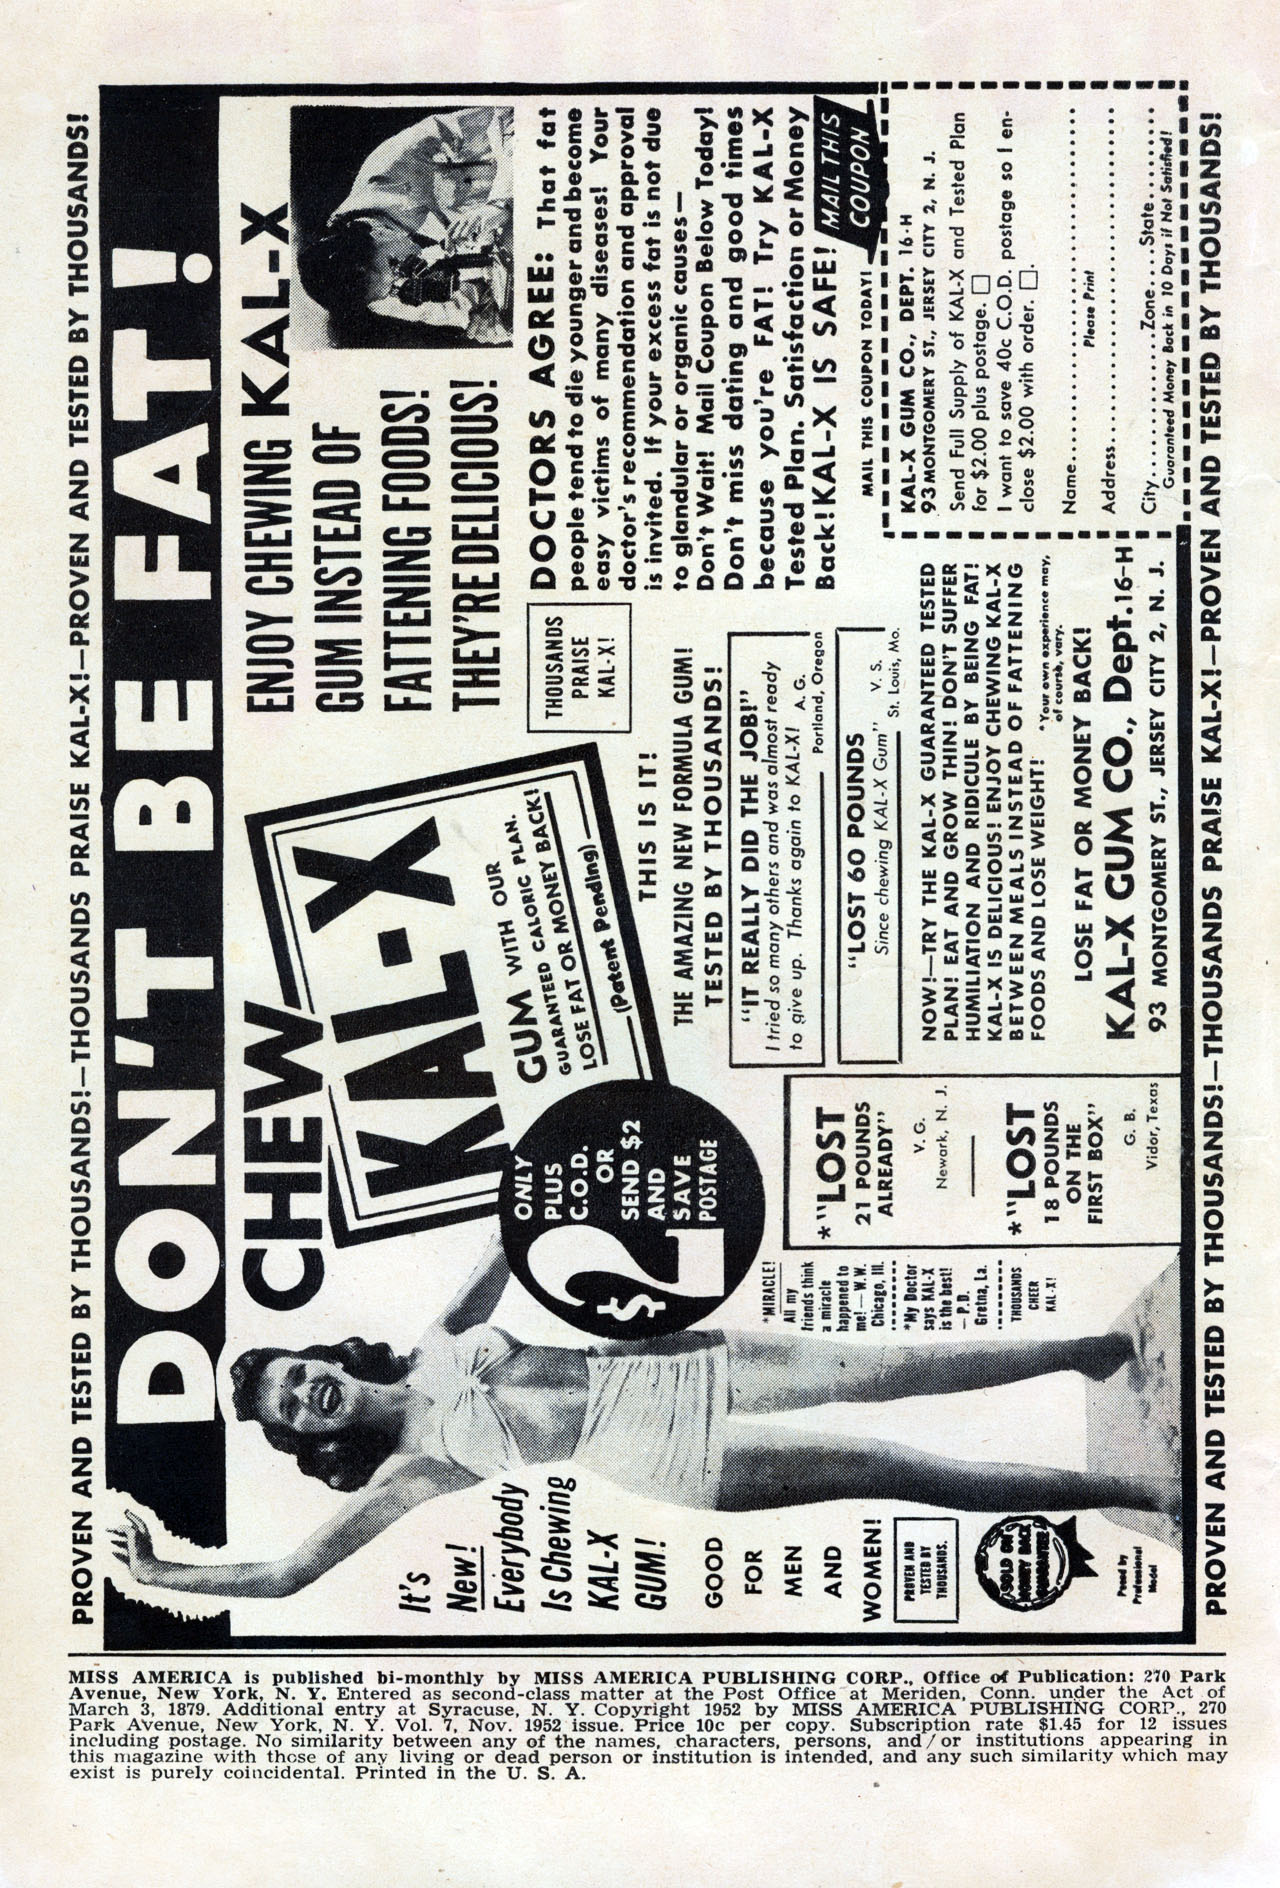 PROVEN AND TESTED BY THOUSANDS!—THOUSANDS PRAISE KAL-X!—PROVEN AND TESTED BY THOUSANDS!
DON'T BE FAT!
CHEW
KAL-X
GUM WITH OUR
GUARANTEED CALORIC PLAN.
LOSE FAT OR MONEY BACK!
(Patent Pending)
ONLY
$2
PLUS
C.O.D.
OR
SEND $2
AND
SAVE
POSTAGE
It's
New!
Everybody
Is Chewing
KAL-X
GUM!
GOOD
FOR
MEN
AND
WOMEN!
PROVEN AND
TESTED BY
THOUSANDS.
SOLD ON
MONEY BACK
GUARANTEE
Posed by
Professional
Model
*MIRACLE!
All my
friends think
a miracle
happened to
me! — W.W.
Chicago, Ill.
*My Doctor
says KAL-X
is the best!
— P.D.
Gretna, La.
THOUSANDS
CHEER
KAL-X!
*"LOST
21 POUNDS
ALREADY"
V. G.
Newark, N. J.
*"LOST
18 POUNDS
ON THE
FIRST BOX"
G. B.
Vidor, Texas
ENJOY CHEWING KAL-X
GUM INSTEAD OF
FATTENING FOODS!
THEY'RE DELICIOUS!
THOUSANDS
PRAISE
KAL-X!
THIS IS IT!
THE AMAZING NEW FORMULA GUM!
TESTED BY THOUSANDS!
"IT REALLY DID THE JOB!"
I tried so many others and was almost ready
to give up. Thanks again to KAL-X! A. G.
Portland, Oregon
"LOST 60 POUNDS
Since chewing KAL-X Gum" V. S.
St. Louis, Mo.
NOW!—TRY THE KAL-X GUARANTEED TESTED
PLAN! EAT AND GROW THIN! DON'T SUFFER
HUMILIATION AND RIDICULE BY BEING FAT!
KAL-X IS DELICIOUS! ENJOY CHEWING KAL-X
BETWEEN MEALS INSTEAD OF FATTENING
FOODS AND LOSE WEIGHT!
*Your own experience may,
of course, vary.
LOSE FAT OR MONEY BACK!
KAL-X GUM CO., Dept. 16-H
93 MONTGOMERY ST., JERSEY CITY 2, N. J.
DOCTORS AGREE: That fat
people tend to die younger and become
easy victims of many diseases! Your
doctor's recommendation and approval
is invited. If your excess fat is not due
to glandular or organic causes—
Don't Wait! Mail Coupon Below Today!
Don't miss dating and good times
because you're FAT! Try KAL-X
Tested Plan. Satisfaction or Money
Back! KAL-X IS SAFE!
MAIL THIS
COUPON
MAIL THIS COUPON TODAY!
KAL-X GUM CO., DEPT. 16-H
93 MONTGOMERY ST., JERSEY CITY 2, N. J.
Send Full Supply of KAL-X and Tested Plan
for $2.00 plus postage. □
I want to save 40c C.O.D. postage so I en-
close $2.00 with order. □.
Name
Please Print
Address
City Zone State
Guaranteed Money Back in 10 Days if Not Satisfied!
PROVEN AND TESTED BY THOUSANDS!—THOUSANDS PRAISE KAL-X!—PROVEN AND TESTED BY THOUSANDS!
MISS AMERICA is published bi-monthly by MISS AMERICA PUBLISHING CORP., Office of Publication: 270 Park
Avenue, New York, N. Y. Entered as second-class matter at the Post Office at Meriden, Conn. under the Act of
March 3, 1879. Additional entry at Syracuse, N. Y. Copyright 1952 by MISS AMERICA PUBLISHING CORP., 270
Park Avenue, New York, N. Y. Vol. 7, Nov. 1952 issue. Price 10c per copy. Subscription rate $1.45 for 12 issues
including postage. No similarity between any of the names, characters, persons, and/or institutions appearing in
this magazine with those of any living or dead person or institution is intended, and any such similarity which may
exist is purely coincidental. Printed in the U. S. A.